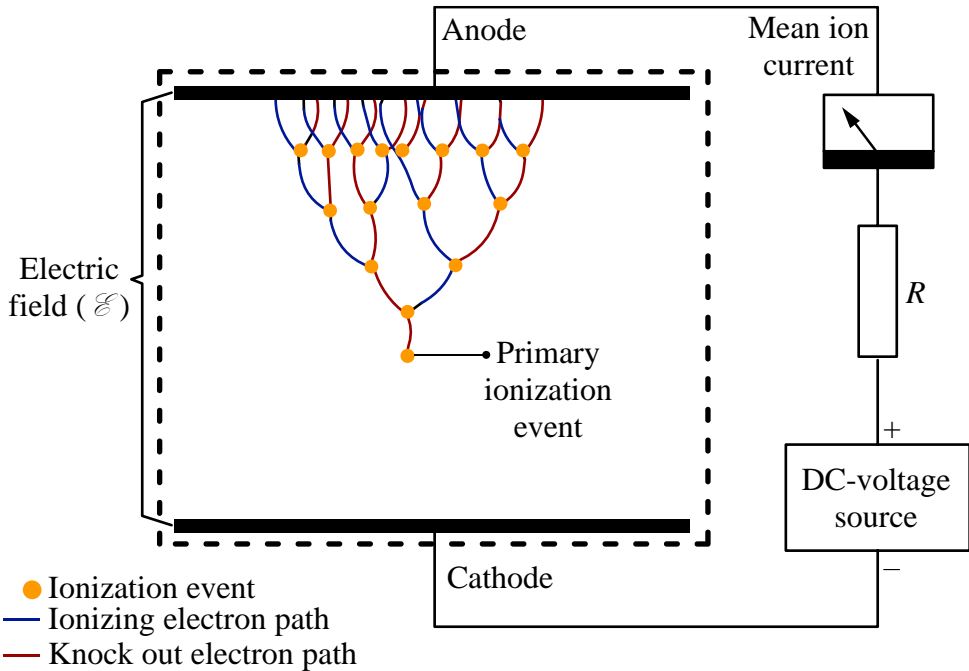 Anode
Mean ion
current
Electric
field (ℰ)
R
Primary
ionization
event
+
DC-voltage
source
−
Cathode
Ionization event
Ionizing electron path
Knock out electron path